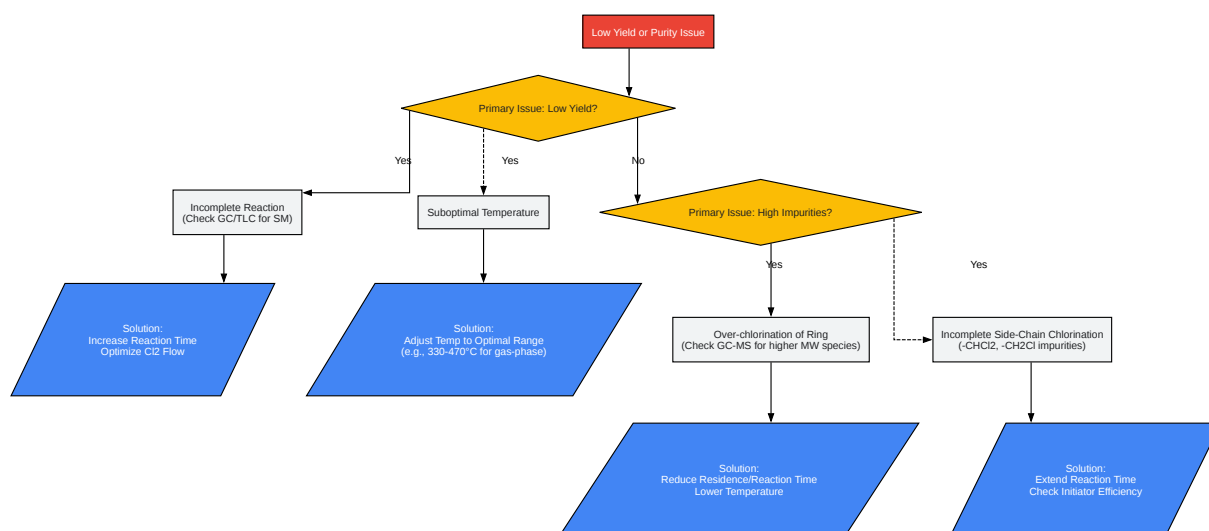 Low Yield or Purity Issue
Primary Issue: Low Yield?
Yes
Yes
No
Incomplete Reaction
(Check GC/TLC for SM)
Suboptimal Temperature
Primary Issue: High Impurities?
Yes
Yes
Solution:
Increase Reaction Time
Optimize Cl2 Flow
Solution:
Adjust Temp to Optimal Range
(e.g., 330-470°C for gas-phase)
Over-chlorination of Ring
(Check GC-MS for higher MW species)
Incomplete Side-Chain Chlorination
(-CHCl2, -CH2Cl impurities)
Solution:
Reduce Residence/Reaction Time
Lower Temperature
Solution:
Extend Reaction Time
Check Initiator Efficiency